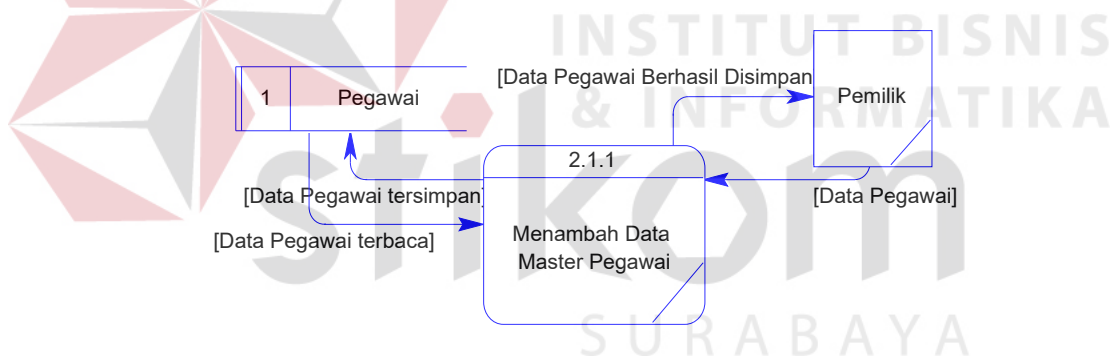 INSTITUT BISNIS
& INFORMATIKA
stikom
SURABAYA
[Data Pegawai Berhasil Disimpan
1
Pegawai
Pemilik
2.1.1
[Data Pegawai tersimpan]
[Data Pegawai]
[Data Pegawai terbaca]
Menambah Data
Master Pegawai